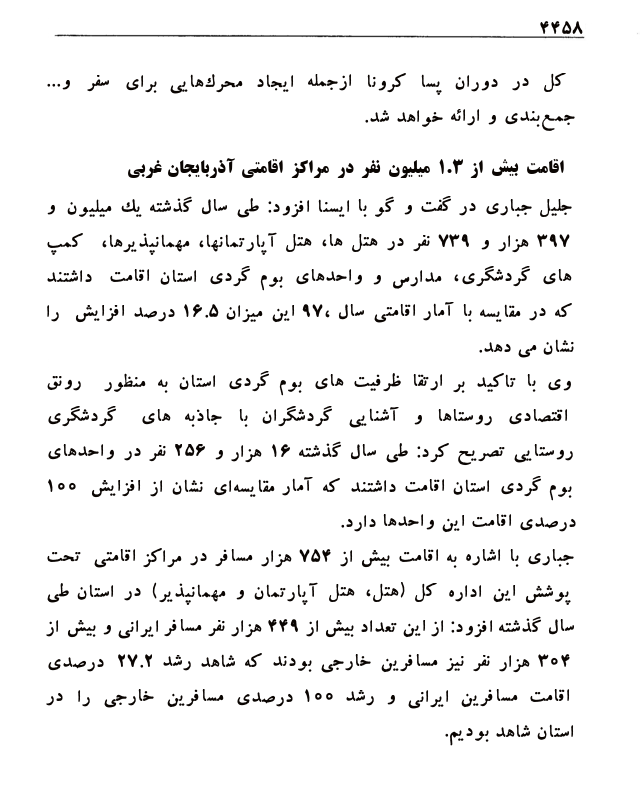 ۴۴۵۸
کل در دوران پسا کرونا ازجمله ایجاد محرك‌هایی برای سفر و...
جمع‌بندی و ارائه خواهد شد.
اقامت بیش از ۱.۳ میلیون نفر در مراکز اقامتی آذربایجان غربی
جلیل جباری در گفت و گو با ایسنا افزود: طی سال گذشته یك میلیون و
۳۹۷ هزار و ۷۳۹ نفر در هتل ها، هتل آپارتمانها، مهمانپذیرها، کمپ
های گردشگری، مدارس و واحدهای بوم گردی استان اقامت داشتند
که در مقایسه با آمار اقامتی سال ،۹۷ این میزان ۱۶.۵ درصد افزایش را
نشان می دهد.
وی با تاکید بر ارتقا ظرفیت های بوم گردی استان به منظور رونق
اقتصادی روستاها و آشنایی گردشگران با جاذبه های گردشگری
روستایی تصریح کرد: طی سال گذشته ۱۶ هزار و ۲۵۶ نفر در واحدهای
بوم گردی استان اقامت داشتند که آمار مقایسه‌ای نشان از افزایش ۱۰۰
درصدی اقامت این واحدها دارد.
جباری با اشاره به اقامت بیش از ۷۵۴ هزار مسافر در مراکز اقامتی تحت
پوشش این اداره کل (هتل، هتل آپارتمان و مهمانپذیر) در استان طی
سال گذشته افزود: از این تعداد بیش از ۴۴۹ هزار نفر مسافر ایرانی و بیش از
۳۰۴ هزار نفر نیز مسافرین خارجی بودند که شاهد رشد ۲۷.۲ درصدی
اقامت مسافرین ایرانی و رشد ۱۰۰ درصدی مسافرین خارجی را در
استان شاهد بودیم.